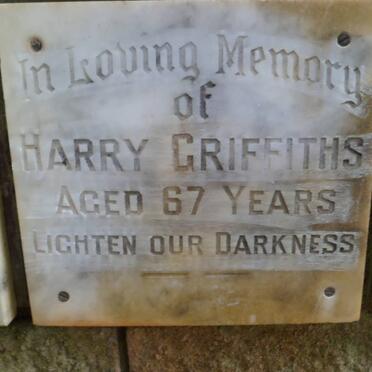 In Loving Memory
of
HARRY GRIFFITHS
AGED 67 YEARS
LIGHTEN OUR DARKNESS